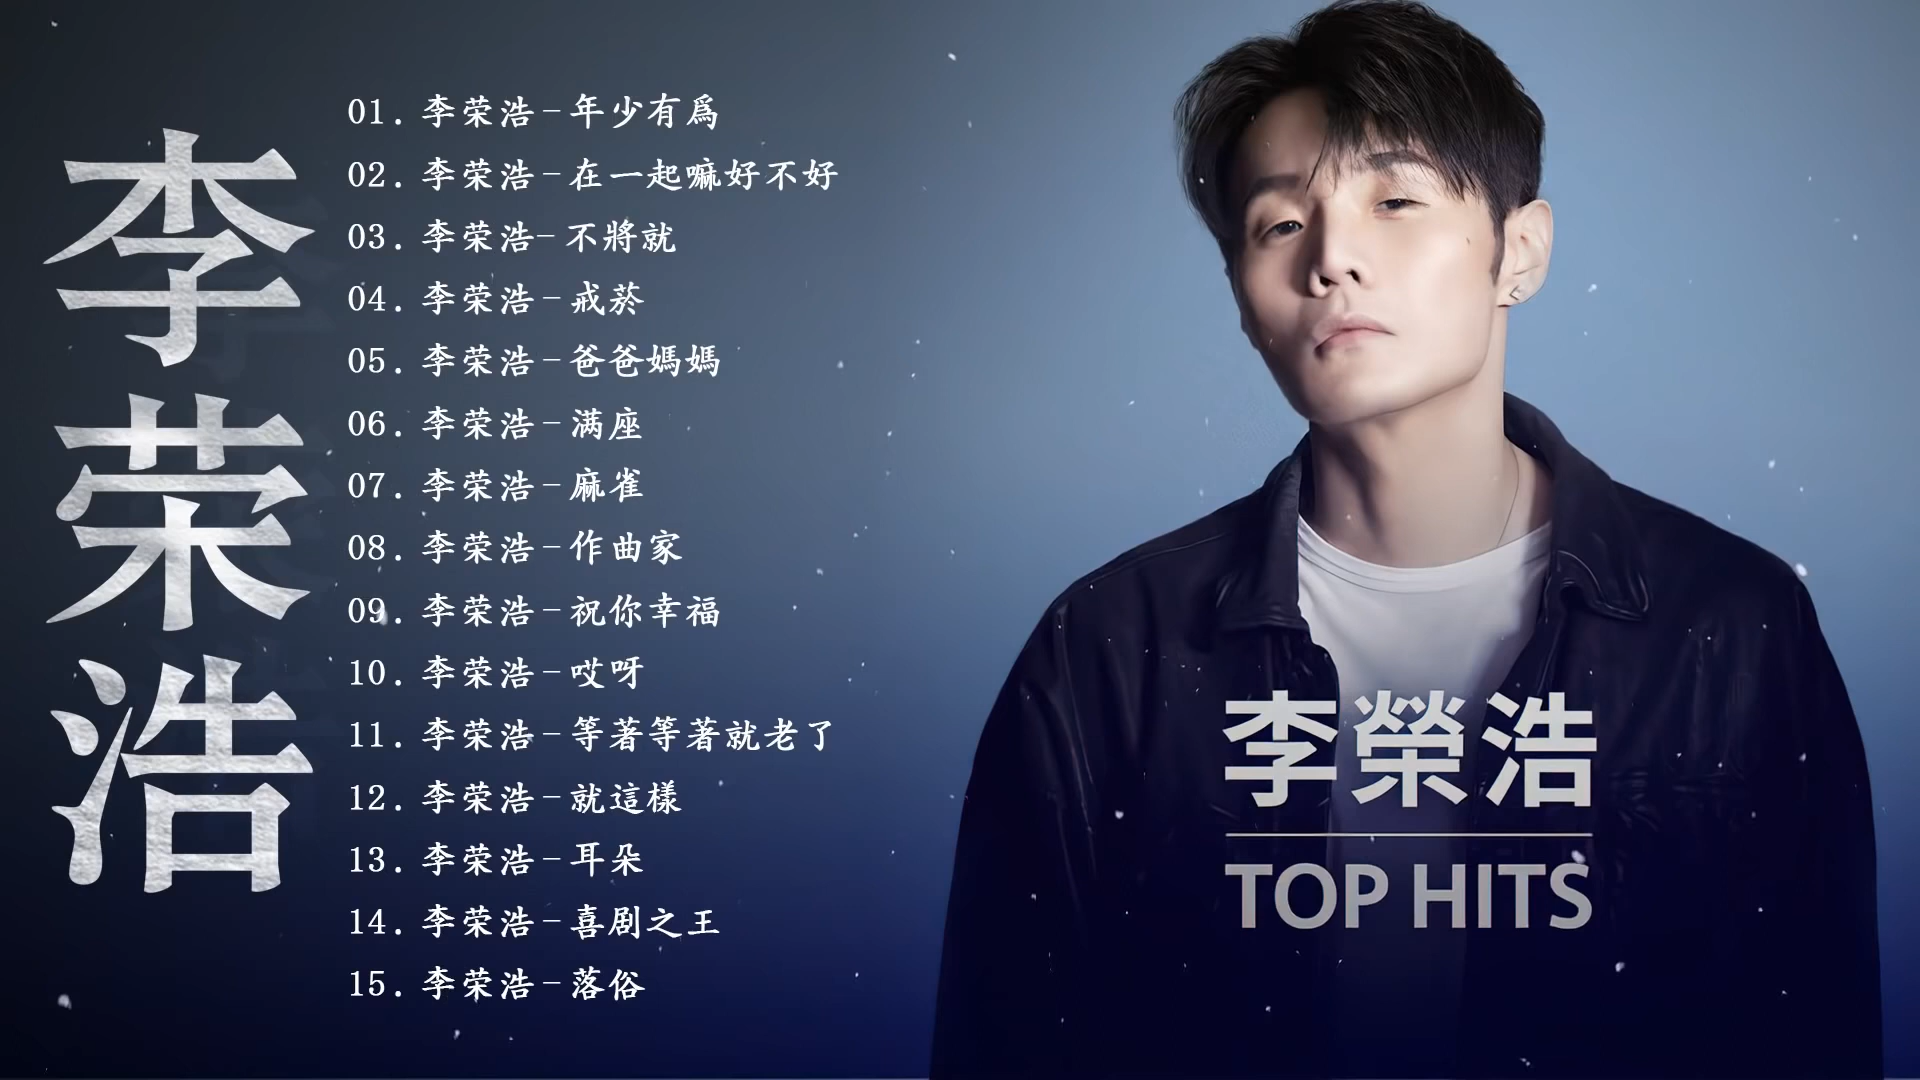 李
荣
浩
01. 李荣浩-年少有爲
02. 李荣浩-在一起嘛好不好
03. 李荣浩-不將就
04. 李荣浩-戒菸
05. 李荣浩-爸爸媽媽
06. 李荣浩-满座
07. 李荣浩-麻雀
08. 李荣浩-作曲家
09. 李荣浩-祝你幸福
10. 李荣浩-哎呀
11. 李荣浩-等著等著就老了
12. 李荣浩-就這樣
13. 李荣浩-耳朵
14. 李荣浩-喜剧之王
15. 李荣浩-落俗
李榮浩
TOP HITS